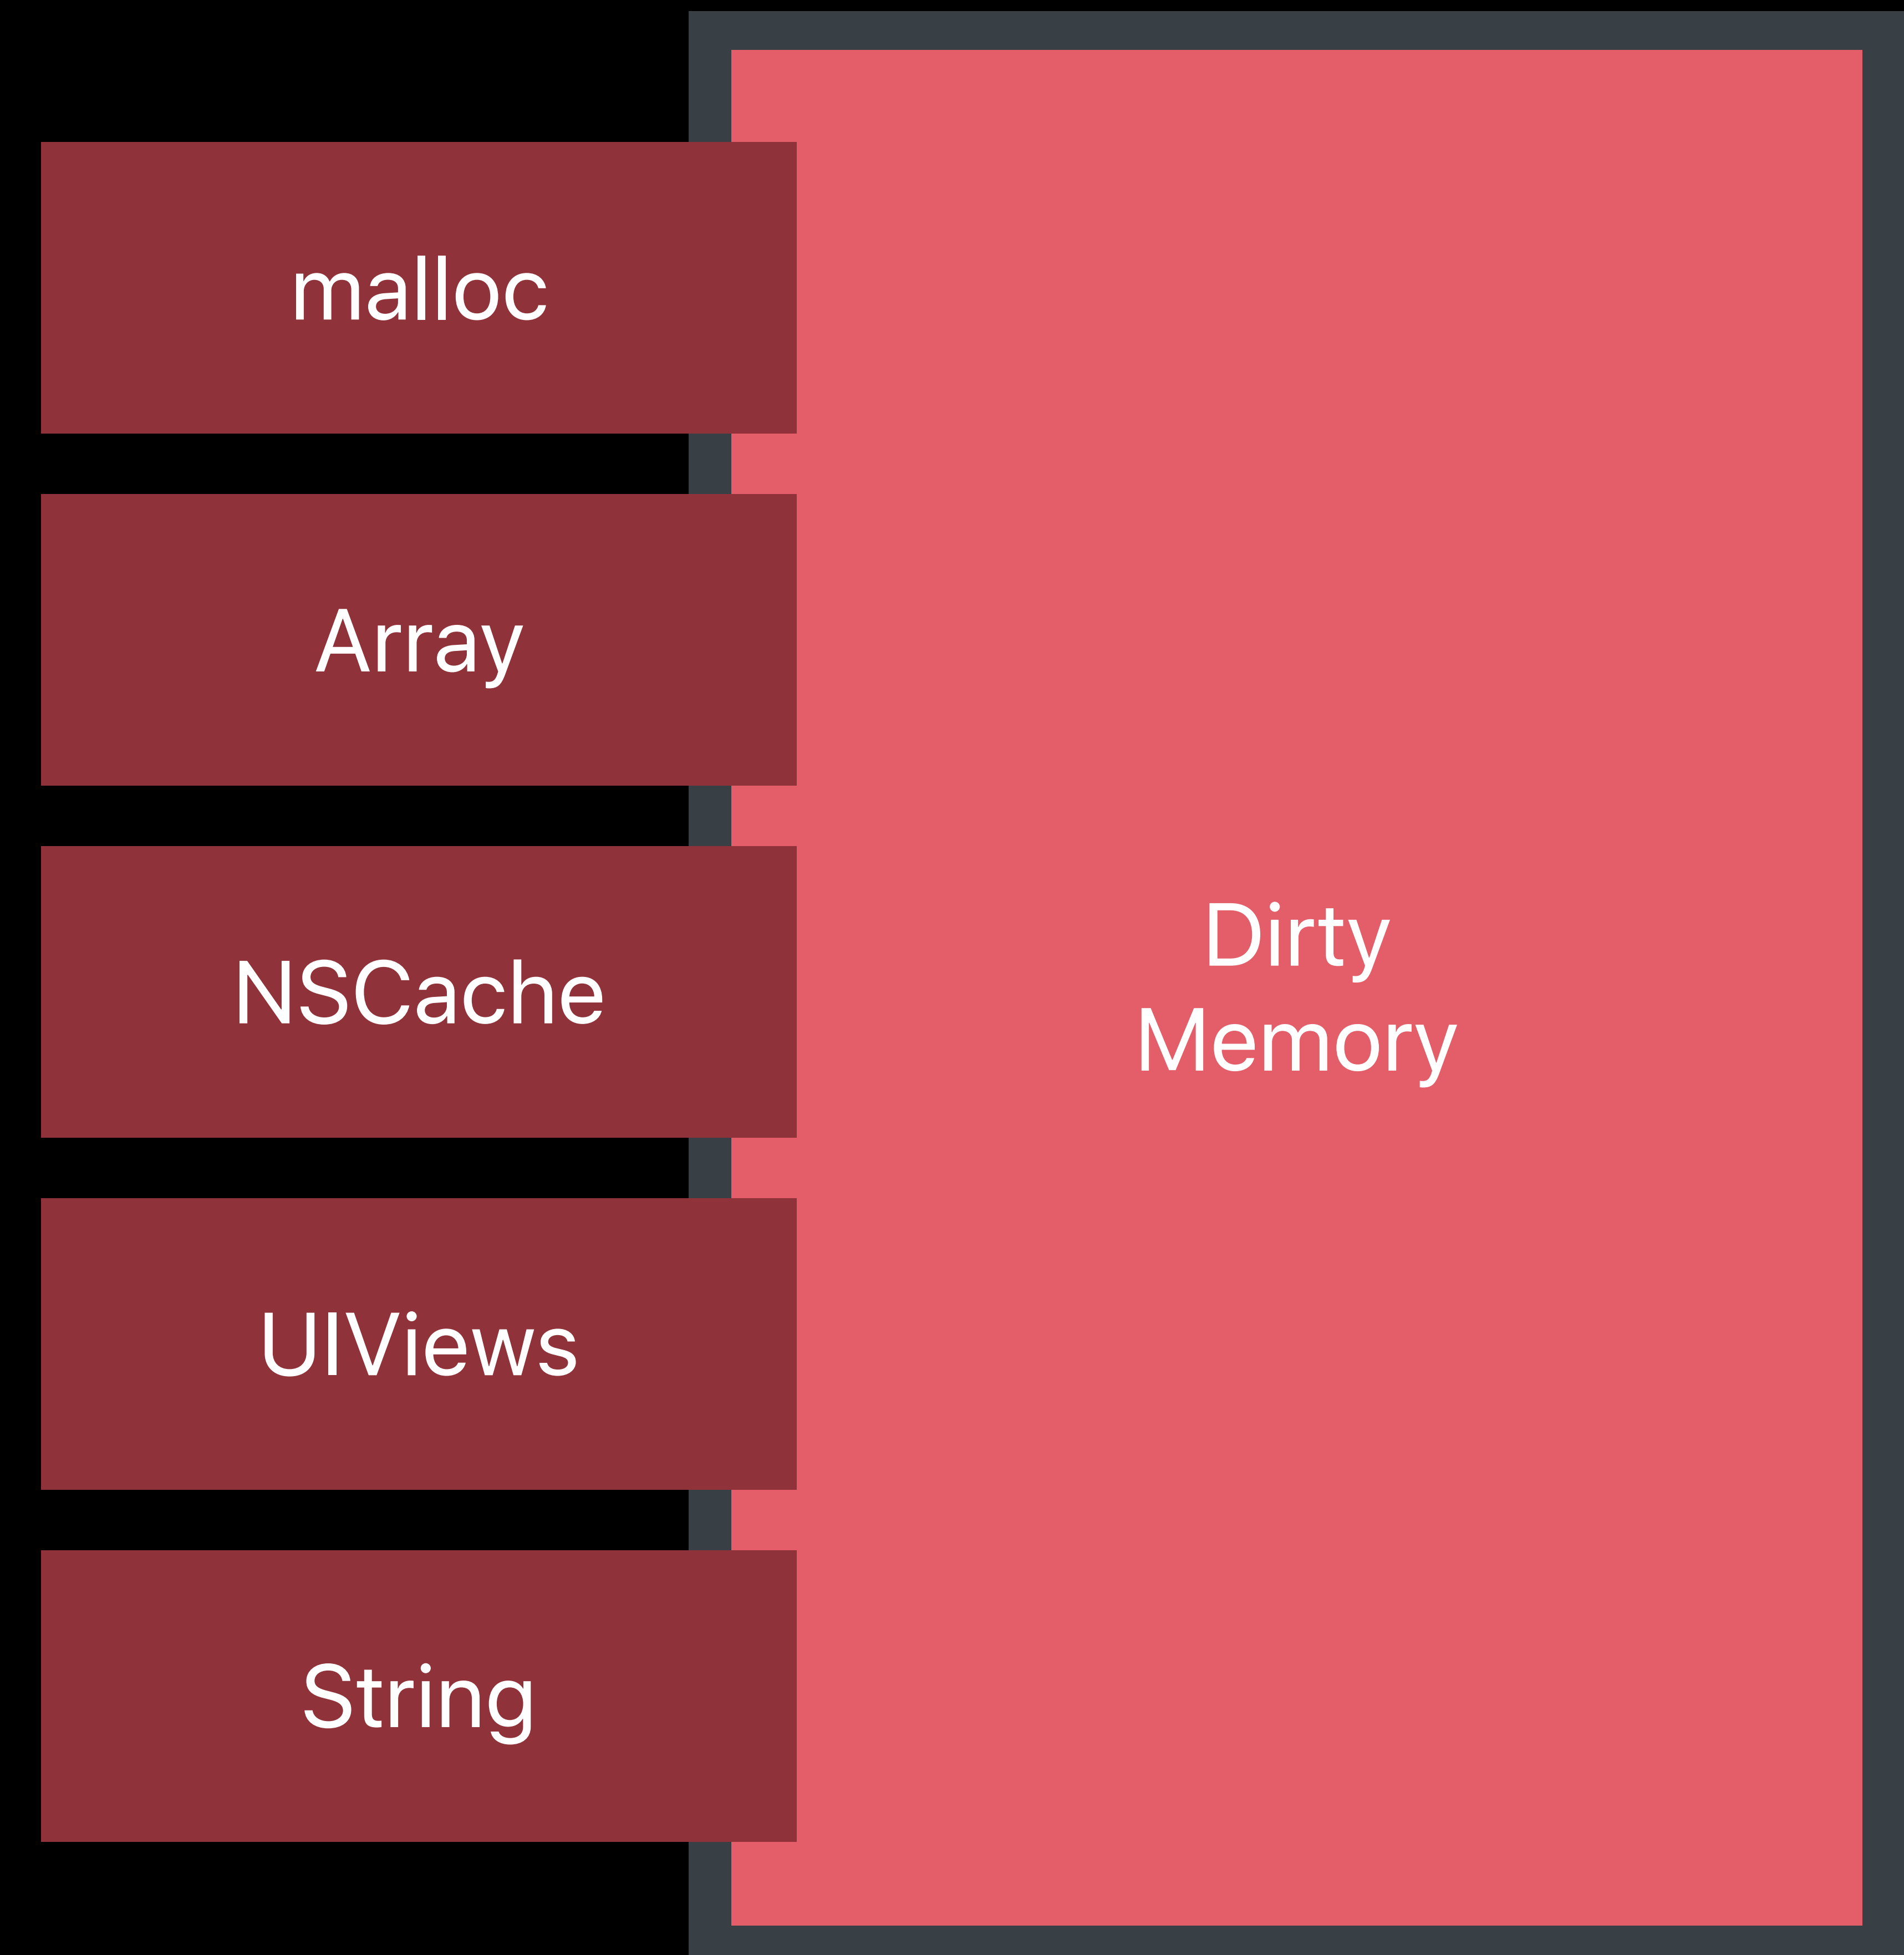 malloc
Array
NSCache
UIViews
String
Dirty
Memory